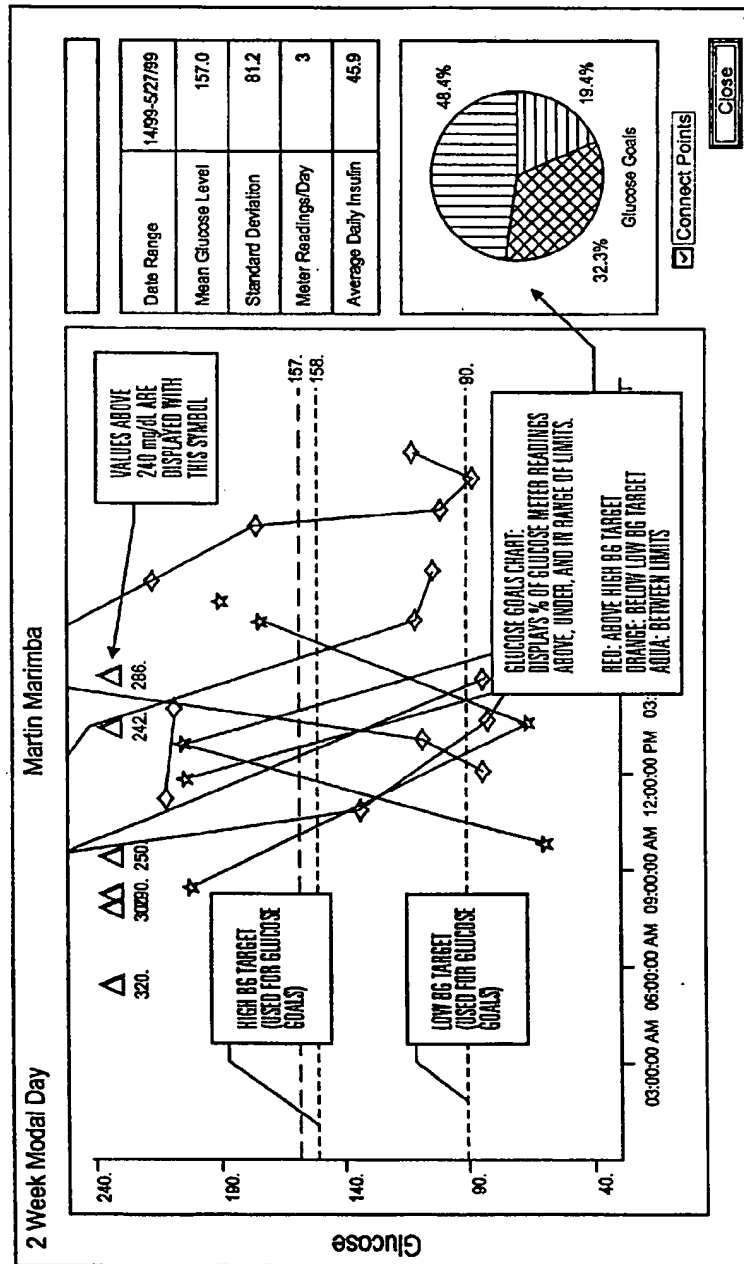 2 Week Modal Day
Martin Marimba
Glucose
240.
190.
140.
90.
40.
03:00:00 AM
06:00:00 AM
09:00:00 AM
12:00:00 PM
03:
320.
290.
250.
242.
286.
157.
158.
90.
VALUES ABOVE
240 mg/dL ARE
DISPLAYED WITH
THIS SYMBOL
HIGH BG TARGET
(USED FOR GLUCOSE
GOALS)
LOW BG TARGET
(USED FOR GLUCOSE
GOALS)
GLUCOSE GOALS CHART:
DISPLAYS % OF GLUCOSE METER READINGS
ABOVE, UNDER, AND IN RANGE OF LIMITS.
RED: ABOVE HIGH BG TARGET
ORANGE: BELOW LOW BG TARGET
AQUA: BETWEEN LIMITS
Date Range 14/99-5/27/99
Mean Glucose Level 157.0
Standard Deviation 81.2
Meter Readings/Day 3
Average Daily Insulin 45.9
48.4%
19.4%
32.3%
Glucose Goals
Connect Points
Close